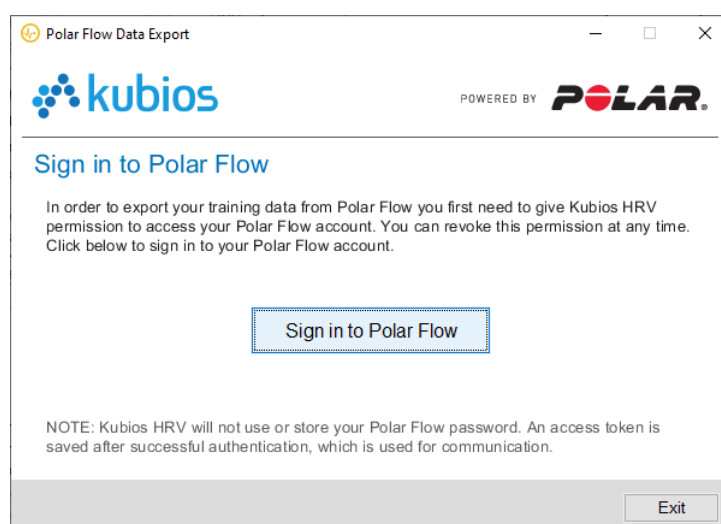 Polar Flow Data Export
kubios
POWERED BY POLAR®
Sign in to Polar Flow
In order to export your training data from Polar Flow you first need to give Kubios HRV
permission to access your Polar Flow account. You can revoke this permission at any time.
Click below to sign in to your Polar Flow account.
Sign in to Polar Flow
NOTE: Kubios HRV will not use or store your Polar Flow password. An access token is
saved after successful authentication, which is used for communication.
Exit